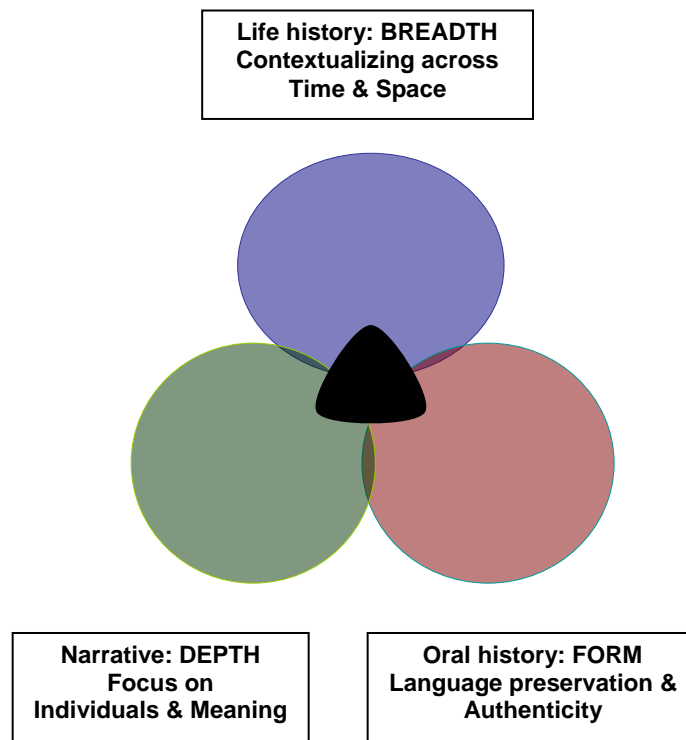 Life history: BREADTH
Contextualizing across
Time & Space
Narrative: DEPTH
Focus on
Individuals & Meaning
Oral history: FORM
Language preservation &
Authenticity